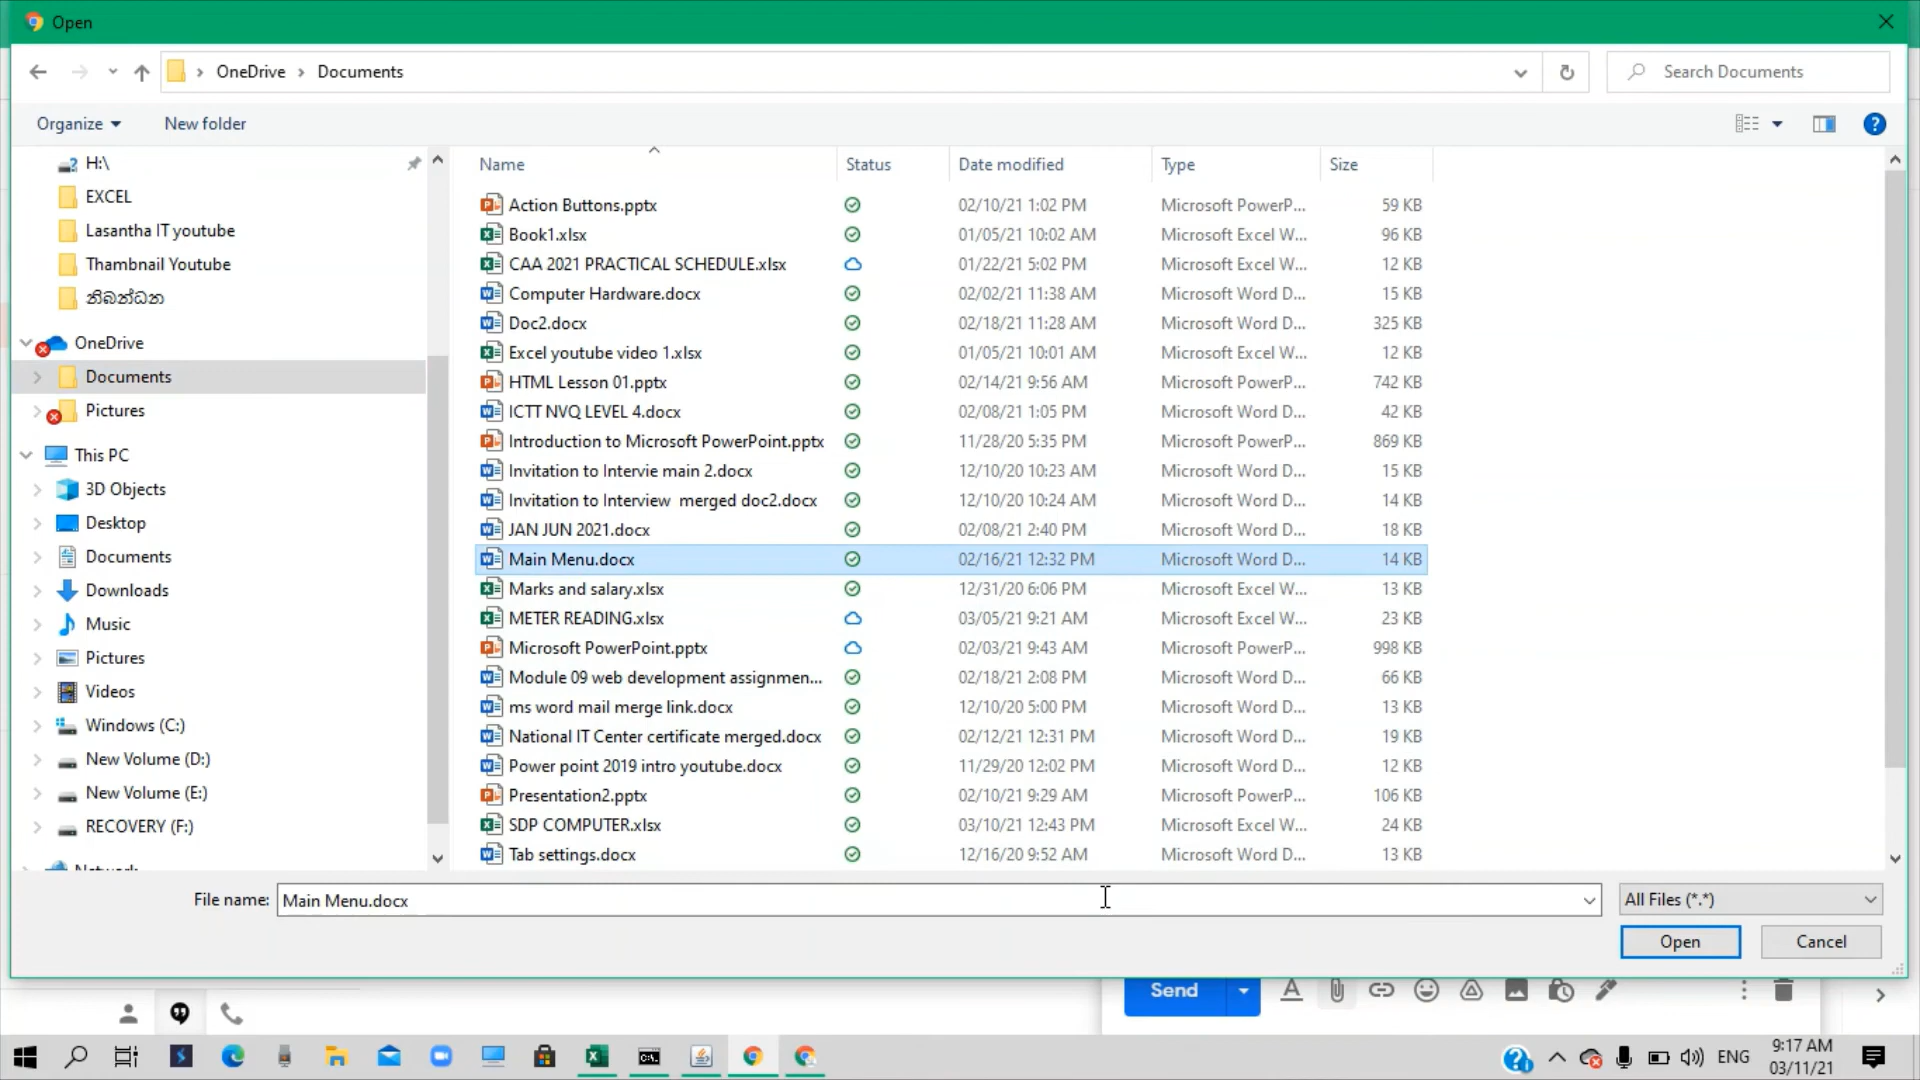 Open
OneDrive › Documents
Search Documents
Organize
New folder
H:\
EXCEL
Lasantha IT youtube
Thambnail Youtube
නිබන්ධන
OneDrive
Documents
Pictures
This PC
3D Objects
Desktop
Documents
Downloads
Music
Pictures
Videos
Windows (C:)
New Volume (D:)
New Volume (E:)
RECOVERY (F:)
Name Status Date modified Type Size
Action Buttons.pptx 02/10/21 1:02 PM Microsoft PowerP... 59 KB
Book1.xlsx 01/05/21 10:02 AM Microsoft Excel W... 96 KB
CAA 2021 PRACTICAL SCHEDULE.xlsx 01/22/21 5:02 PM Microsoft Excel W... 12 KB
Computer Hardware.docx 02/02/21 11:38 AM Microsoft Word D... 15 KB
Doc2.docx 02/18/21 11:28 AM Microsoft Word D... 325 KB
Excel youtube video 1.xlsx 01/05/21 10:01 AM Microsoft Excel W... 12 KB
HTML Lesson 01.pptx 02/14/21 9:56 AM Microsoft PowerP... 742 KB
ICTT NVQ LEVEL 4.docx 02/08/21 1:05 PM Microsoft Word D... 42 KB
Introduction to Microsoft PowerPoint.pptx 11/28/20 5:35 PM Microsoft PowerP... 869 KB
Invitation to Intervie main 2.docx 12/10/20 10:23 AM Microsoft Word D... 15 KB
Invitation to Interview merged doc2.docx 12/10/20 10:24 AM Microsoft Word D... 14 KB
JAN JUN 2021.docx 02/08/21 2:40 PM Microsoft Word D... 18 KB
Main Menu.docx 02/16/21 12:32 PM Microsoft Word D... 14 KB
Marks and salary.xlsx 12/31/20 6:06 PM Microsoft Excel W... 13 KB
METER READING.xlsx 03/05/21 9:21 AM Microsoft Excel W... 23 KB
Microsoft PowerPoint.pptx 02/03/21 9:43 AM Microsoft PowerP... 998 KB
Module 09 web development assignmen... 02/18/21 2:08 PM Microsoft Word D... 66 KB
ms word mail merge link.docx 12/10/20 5:00 PM Microsoft Word D... 13 KB
National IT Center certificate merged.docx 02/12/21 12:31 PM Microsoft Word D... 19 KB
Power point 2019 intro youtube.docx 11/29/20 12:02 PM Microsoft Word D... 12 KB
Presentation2.pptx 02/10/21 9:29 AM Microsoft PowerP... 106 KB
SDP COMPUTER.xlsx 03/10/21 12:43 PM Microsoft Excel W... 24 KB
Tab settings.docx 12/16/20 9:52 AM Microsoft Word D... 13 KB
File name: Main Menu.docx
All Files (*.*)
Open
Cancel
Send
ENG
9:17 AM
03/11/21